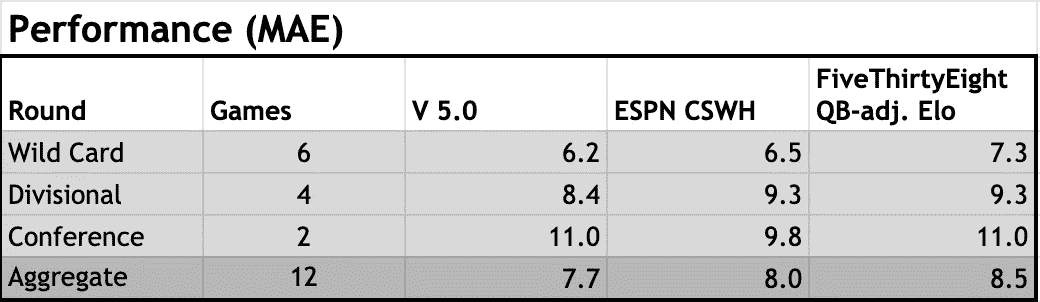 Performance (MAE)
Round Games V 5.0 ESPN CSWH FiveThirtyEight QB-adj. Elo
Wild Card 6 6.2 6.5 7.3
Divisional 4 8.4 9.3 9.3
Conference 2 11.0 9.8 11.0
Aggregate 12 7.7 8.0 8.5